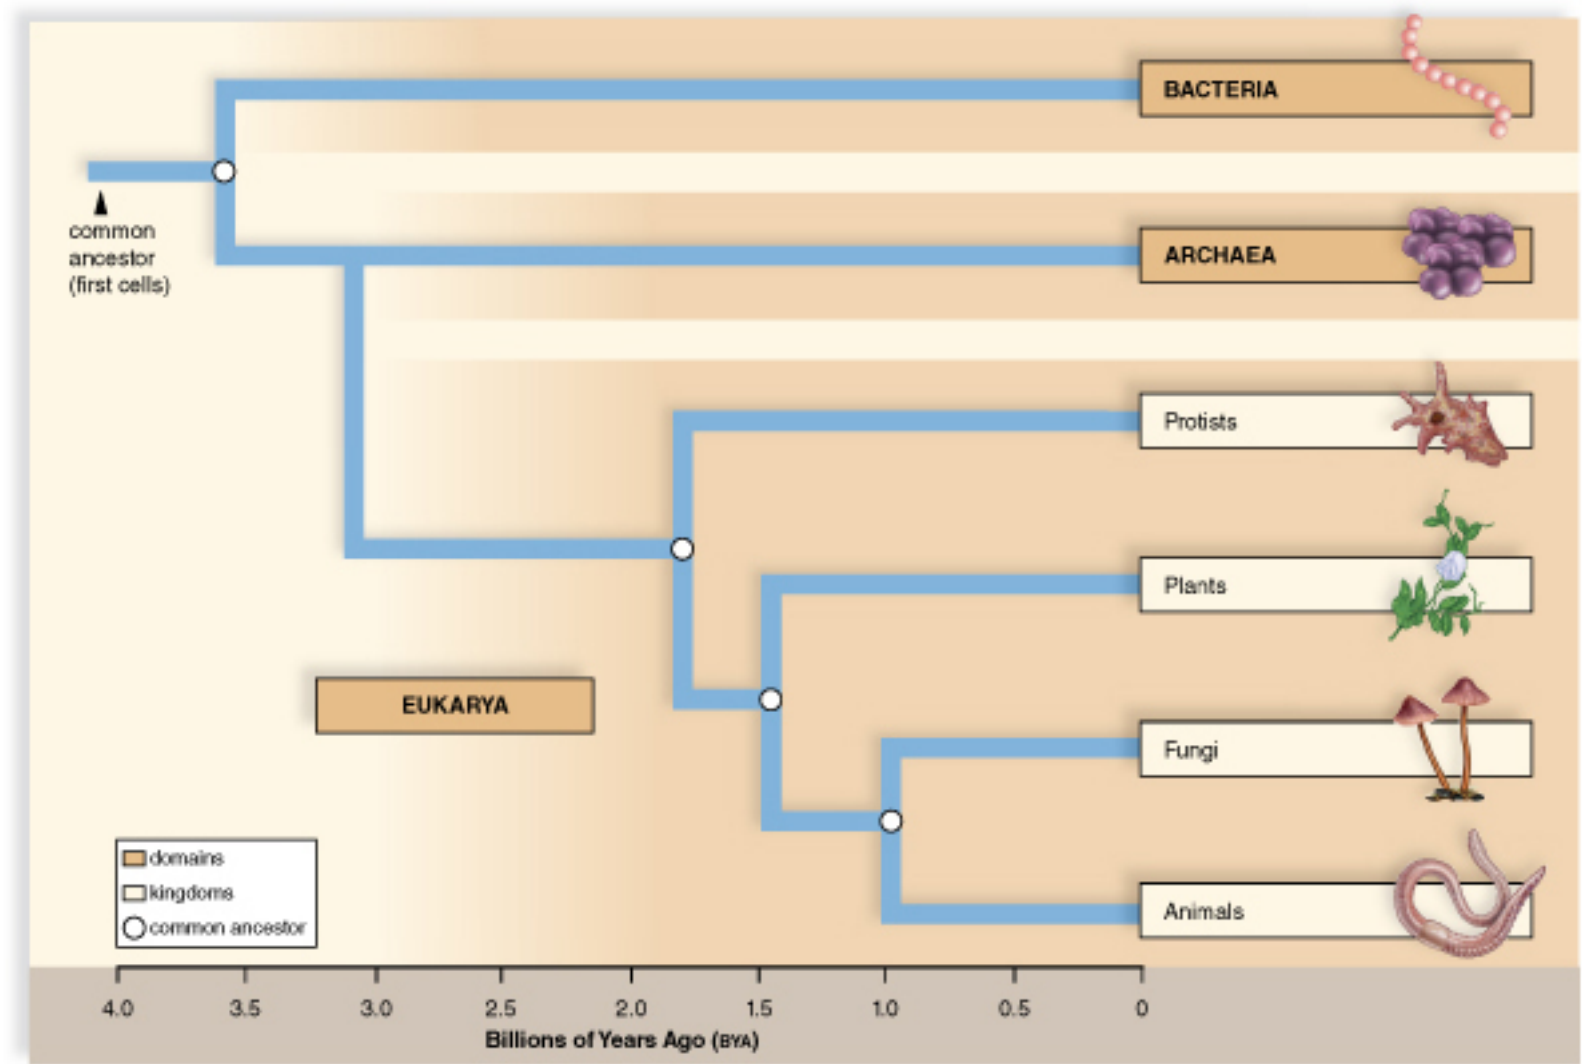 BACTERIA
common
ancestor
(first cells)
ARCHAEA
Protists
Plants
EUKARYA
Fungi
domains
kingdoms
common ancestor
Animals
4.0 3.5 3.0 2.5 2.0 1.5 1.0 0.5 0
Billions of Years Ago (BYA)